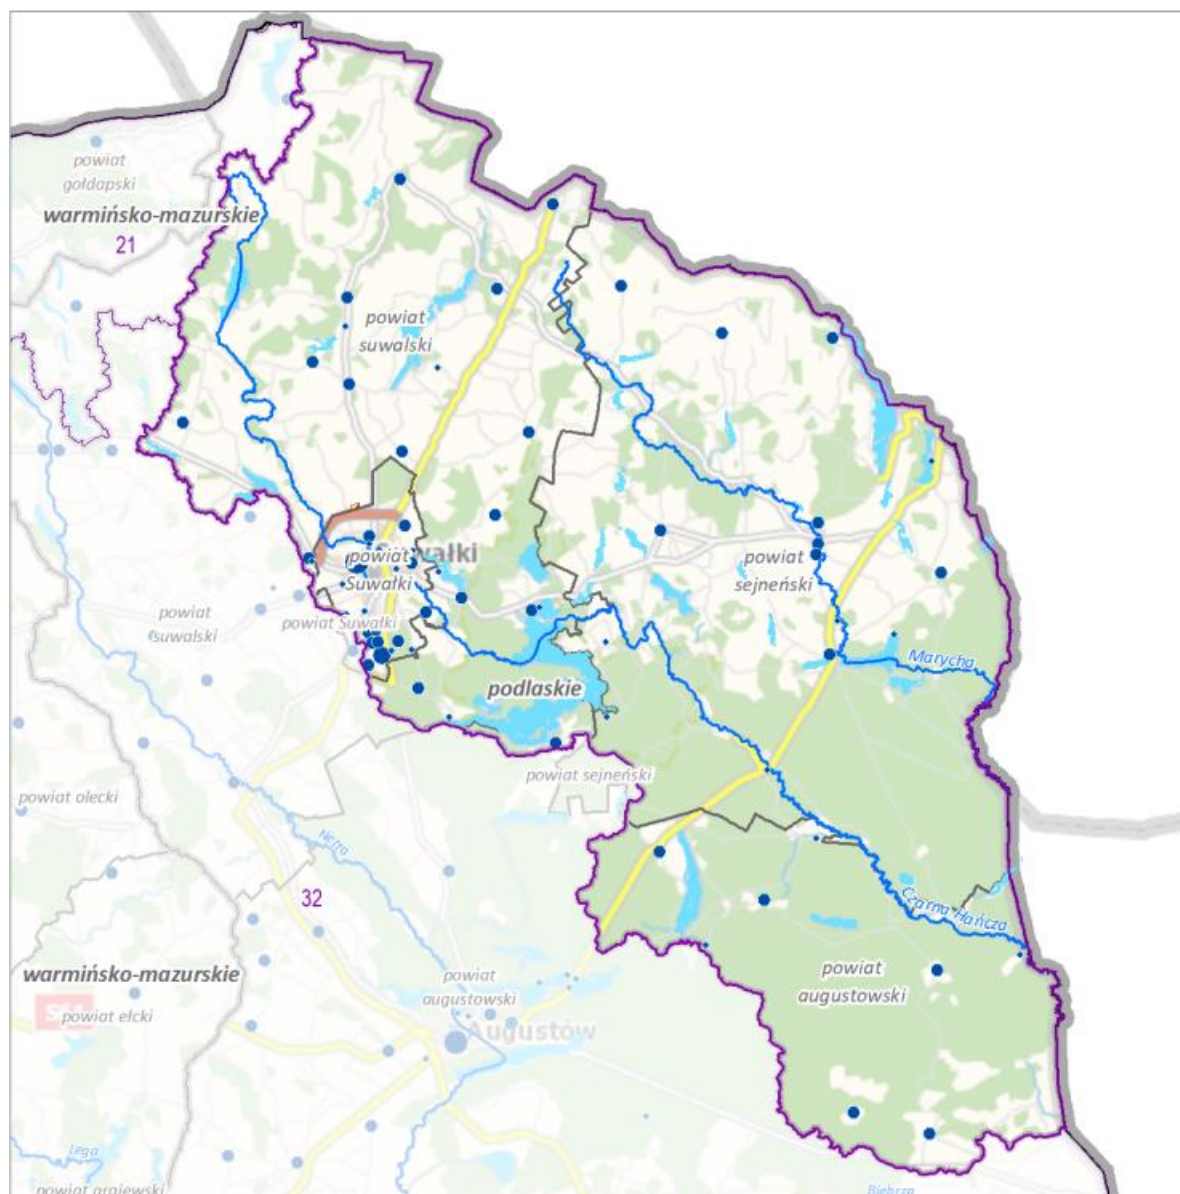 powiat
gołdapski
warmińsko-mazurskie
21
powiat
suwalski
Suwałki
powiat
Suwałki
powiat
sejneński
powiat
suwalski
powiat Suwałki
Marycha
podlaskie
powiat sejneński
powiat olecki
Netta
32
Czarna Hańcza
warmińsko-mazurskie
powiat
augustowski
powiat
augustowski
S61
powiat ełcki
Augustów
Lega
powiat grajewski
Biebrza